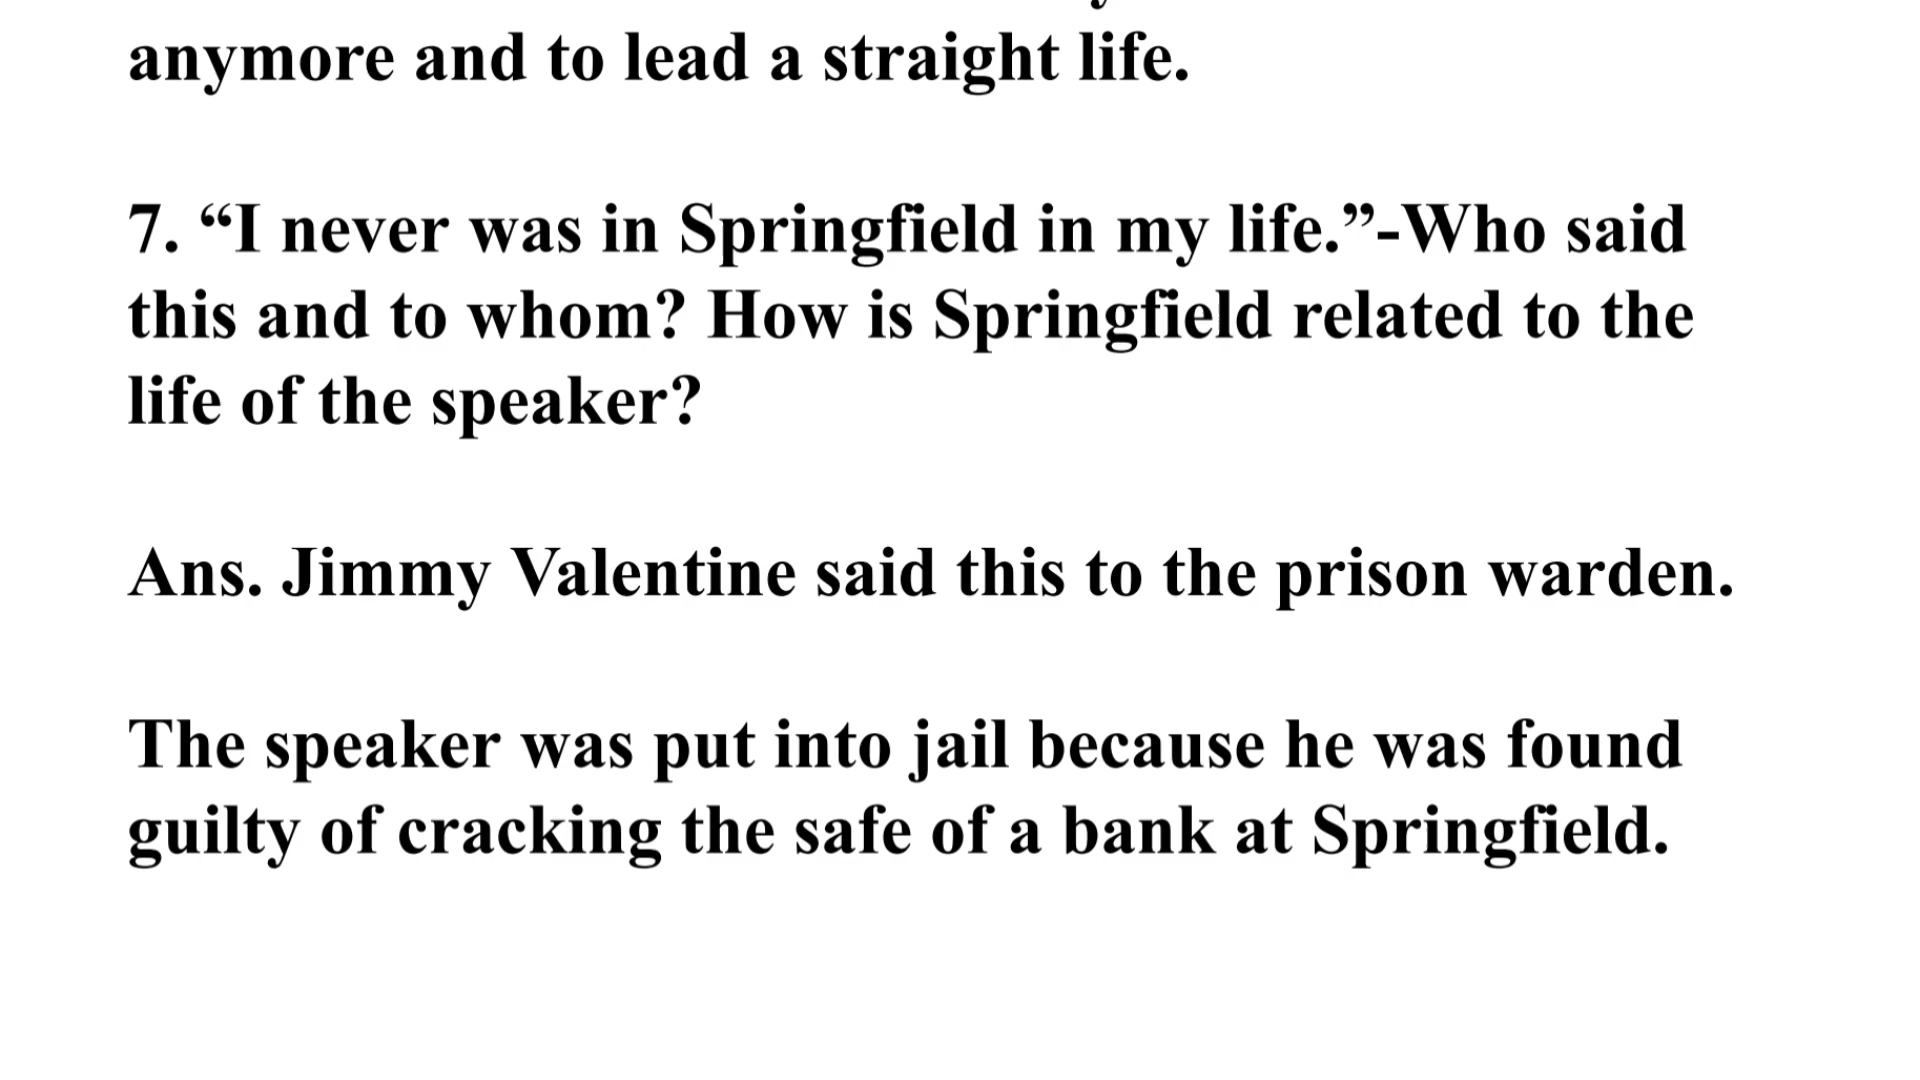 anymore and to lead a straight life.
7. “I never was in Springfield in my life.”-Who said
this and to whom? How is Springfield related to the
life of the speaker?
Ans. Jimmy Valentine said this to the prison warden.
The speaker was put into jail because he was found
guilty of cracking the safe of a bank at Springfield.